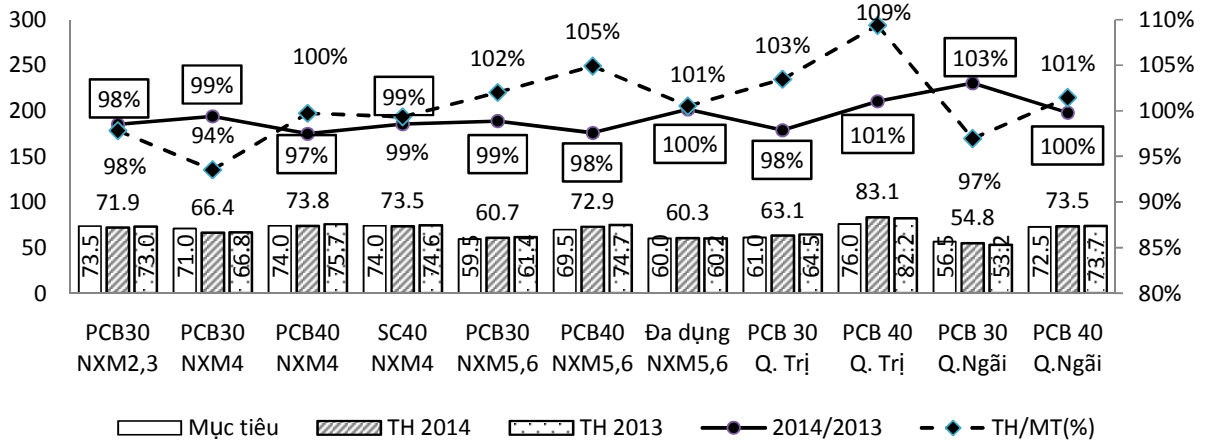 300
250
200
150
100
50
0
110%
105%
100%
95%
90%
85%
80%
98%
99%
97%
99%
99%
98%
100%
98%
101%
103%
100%
98%
94%
100%
99%
102%
105%
101%
103%
109%
97%
101%
71.9
66.4
73.8
73.5
60.7
72.9
60.3
63.1
83.1
54.8
73.5
73.5
73.0
71.0
66.8
74.0
75.7
74.0
74.6
59.5
61.4
69.5
74.7
60.0
60.2
61.0
64.5
76.0
82.2
56.5
53.2
72.5
73.7
PCB30
NXM2,3
PCB30
NXM4
PCB40
NXM4
SC40
NXM4
PCB30
NXM5,6
PCB40
NXM5,6
Đa dụng
NXM5,6
PCB 30
Q. Trị
PCB 40
Q. Trị
PCB 30
Q.Ngãi
PCB 40
Q.Ngãi
Mục tiêu
TH 2014
TH 2013
2014/2013
TH/MT(%)